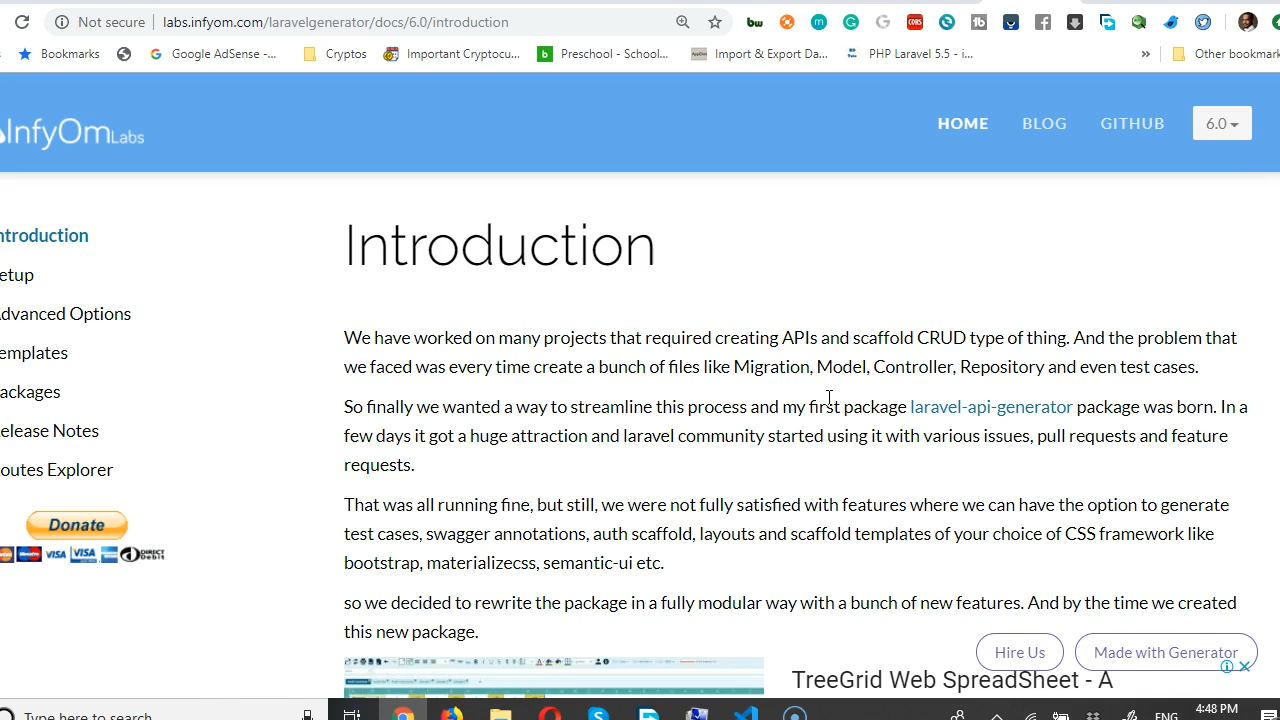 Not secure | labs.infyom.com/laravelgenerator/docs/6.0/introduction
Bookmarks Google AdSense -... Cryptos Important Cryptocu... Preschool - School... Import & Export Da... PHP Laravel 5.5 - i... » Other bookmark
InfyOmLabs
HOME BLOG GITHUB 6.0
ntroduction
etup
dvanced Options
emplates
ackages
elease Notes
outes Explorer
Donate
VISA VISA DIRECT Debit
Introduction
We have worked on many projects that required creating APIs and scaffold CRUD type of thing. And the problem that
we faced was every time create a bunch of files like Migration, Model, Controller, Repository and even test cases.
So finally we wanted a way to streamline this process and my first package laravel-api-generator package was born. In a
few days it got a huge attraction and laravel community started using it with various issues, pull requests and feature
requests.
That was all running fine, but still, we were not fully satisfied with features where we can have the option to generate
test cases, swagger annotations, auth scaffold, layouts and scaffold templates of your choice of CSS framework like
bootstrap, materializecss, semantic-ui etc.
so we decided to rewrite the package in a fully modular way with a bunch of new features. And by the time we created
this new package.
Hire Us Made with Generator
TreeGrid Web SpreadSheet - A
Type here to search
ENG 4:48 PM